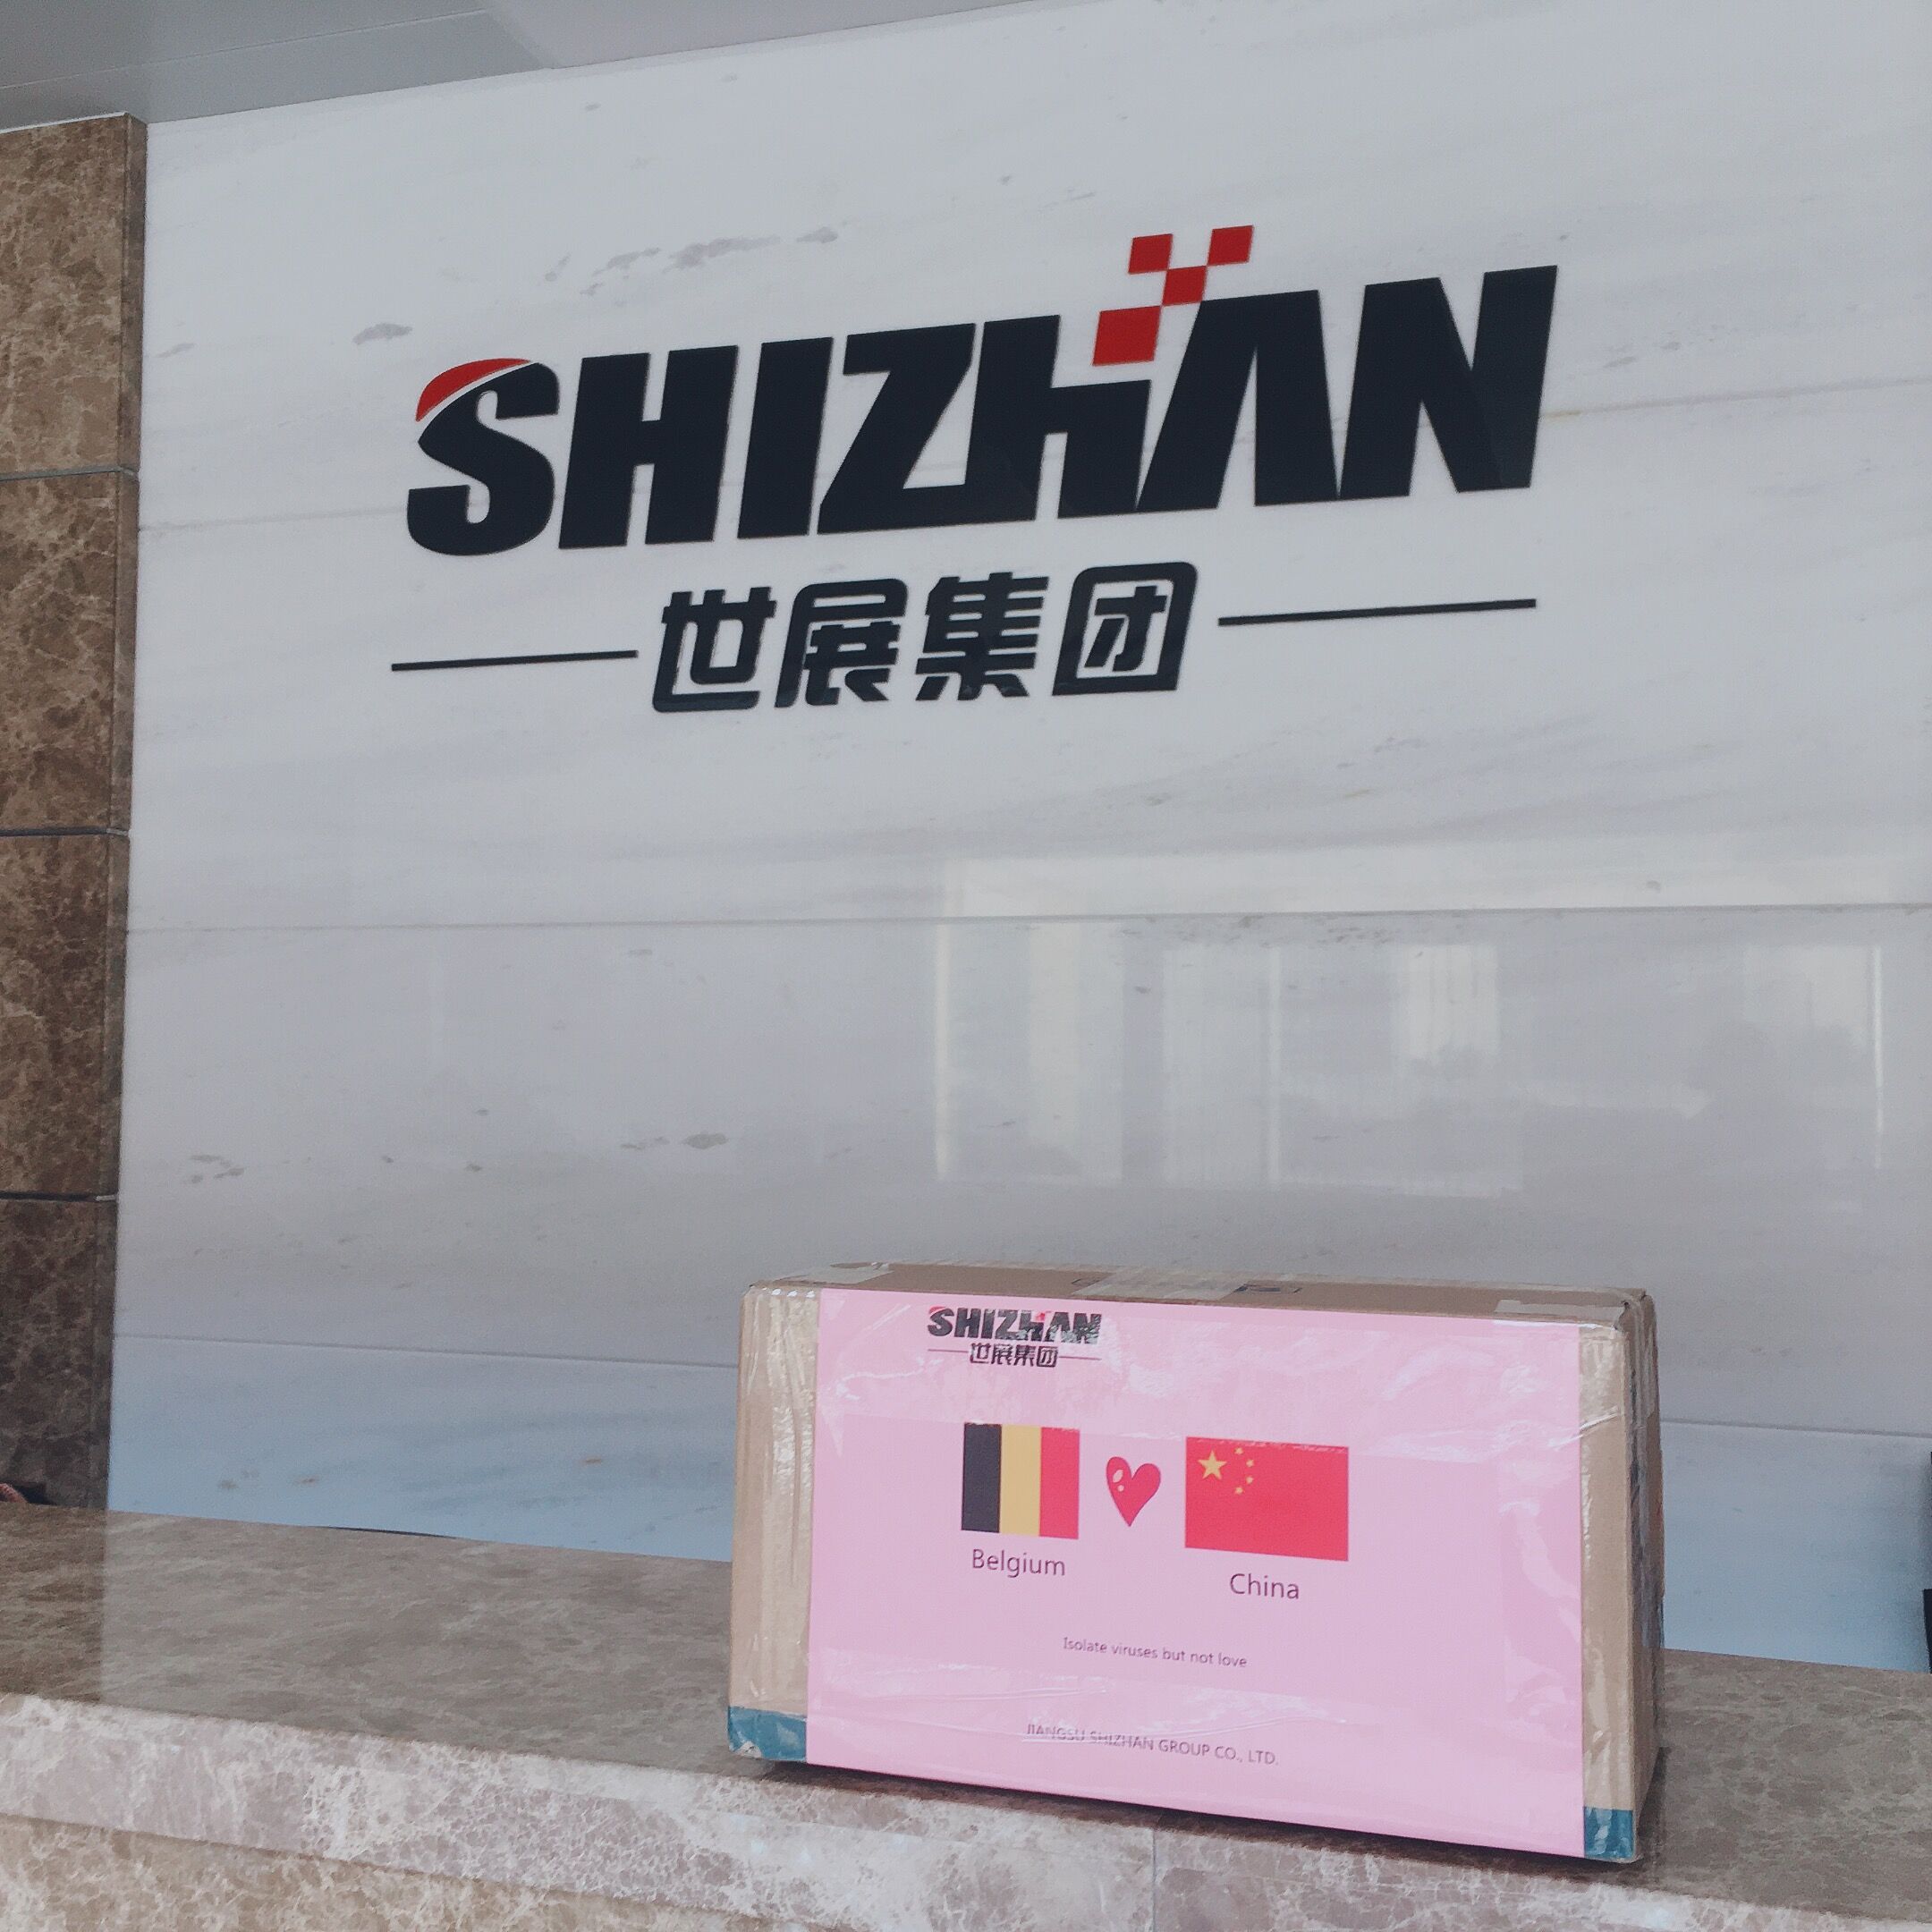 SHIZHAN
世展集团
SHIZHAN
世展集团
Belgium
China
Isolate viruses but not love
JIANGSU SHIZHAN GROUP CO., LTD.